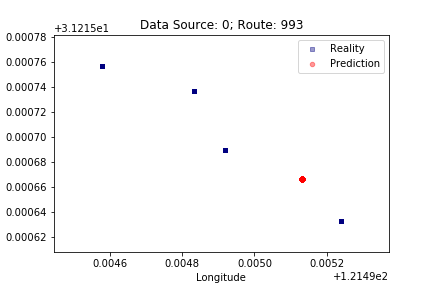 Data Source: 0; Route: 993
+3.1215e1
0.00078
0.00076
0.00074
0.00072
0.00070
0.00068
0.00066
0.00064
0.00062
Reality
Prediction
0.0046 0.0048 0.0050 0.0052
Longitude
+1.2149e2